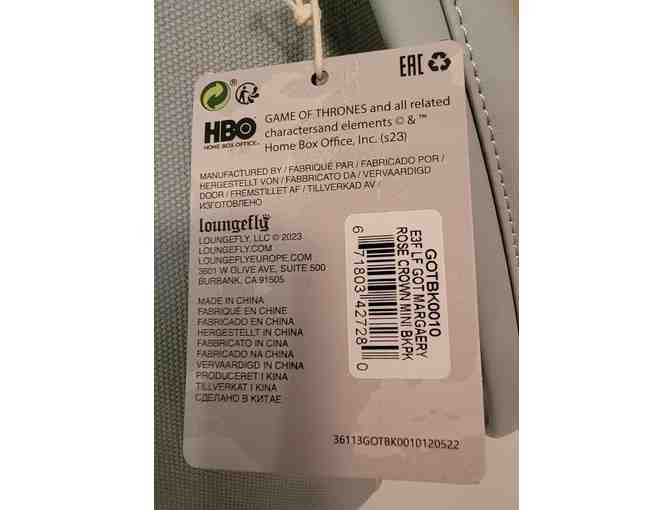 EAC
®
HBO
HOME BOX OFFICE®
GAME OF THRONES and all related
charactersand elements © & ™
Home Box Office, Inc. (s23)
MANUFACTURED BY / FABRIQUÉ PAR / FABRICADO POR /
HERGESTELLT VON / FABBRICATO DA / VERVAARDIGD
DOOR / FREMSTILLET AF / TILLVERKAD AV /
ИЗГОТОВЛЕНО
loungefly
LOUNGEFLY, LLC © 2023
LOUNGEFLY.COM
LOUNGEFLYEUROPE.COM
3601 W OLIVE AVE, SUITE 500
BURBANK, CA 91505
MADE IN CHINA
FABRIQUÉ EN CHINE
FABRICADO EN CHINA
HERGESTELLT IN CHINA
FABBRICATO IN CINA
FABRICADO NA CHINA
VERVAARDIGD IN CHINA
PRODUCERET I KINA
TILLVERKAT I KINA
СДЕЛАНО В КИТАЕ
GOTBK0010
E3F LF GOT MARGAERY
ROSE CROWN MINI BKPK
6 71803 42728 0
36113GOTBK0010120522